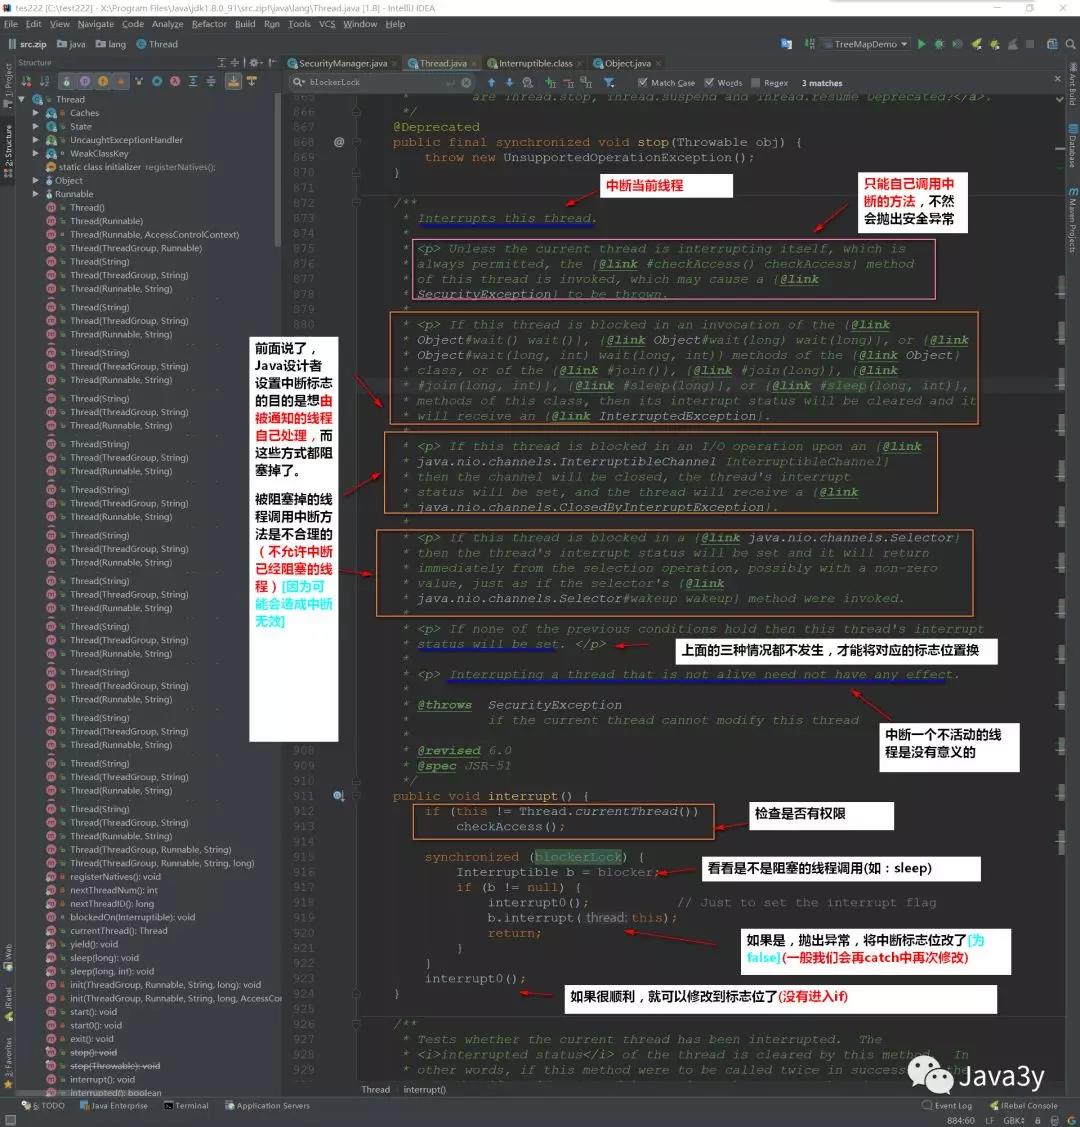 tes222 [C:\test222] - X:\Program Files\Java\jdk1.8.0_91\src.zip!\java\lang\Thread.java [1.8] - IntelliJ IDEA
File Edit View Navigate Code Analyze Refactor Build Run Tools VCS Window Help
src.zip java lang Thread
TreeMapDemo
Structure
SecurityManager.java Thread.java Interruptible.class Object.java
blockerLock
Match Case Words Regex 3 matches
Thread
Caches
State
UncaughtExceptionHandler
WeakClassKey
static class initializer registerNatives();
Object
Runnable
Thread()
Thread(Runnable)
Thread(Runnable, AccessControlContext)
Thread(ThreadGroup, Runnable)
Thread(String)
Thread(ThreadGroup, String)
Thread(Runnable, String)
Thread(String)
Thread(ThreadGroup, String)
Thread(Runnable, String)
Thread(String)
Thread(ThreadGroup, String)
Thread(Runnable, String)
Thread(String)
Thread(ThreadGroup, String)
Thread(Runnable, String)
Thread(String)
Thread(ThreadGroup, String)
Thread(Runnable, String)
Thread(String)
Thread(ThreadGroup, String)
Thread(Runnable, String)
Thread(String)
Thread(ThreadGroup, String)
Thread(Runnable, String)
Thread(String)
Thread(ThreadGroup, String)
Thread(Runnable, String)
Thread(String)
Thread(ThreadGroup, String)
Thread(Runnable, String)
Thread(String)
Thread(ThreadGroup, String)
Thread(Runnable, String)
Thread(String)
Thread(ThreadGroup, String)
Thread(Runnable, String)
Thread(String)
Thread(ThreadGroup, String)
Thread(Runnable, String)
Thread(ThreadGroup, Runnable, String)
Thread(ThreadGroup, Runnable, String, long)
registerNatives(): void
nextThreadNum(): int
nextThreadID(): long
blockedOn(Interruptible): void
currentThread(): Thread
yield(): void
sleep(long): void
sleep(long, int): void
init(ThreadGroup, Runnable, String, long): void
init(ThreadGroup, Runnable, String, long, AccessCo
start(): void
start0(): void
exit(): void
stop(): void
stop(Throwable): void
interrupt(): void
interrupted(): boolean
865 are Thread.stop, Thread.suspend and Thread.resume Deprecated?</a>.
866 */
867 @Deprecated
868 public final synchronized void stop(Throwable obj) {
869 throw new UnsupportedOperationException();
870 }
871
872 /**
873 * Interrupts this thread.
874 *
875 * <p> Unless the current thread is interrupting itself, which is
876 * always permitted, the {@link #checkAccess() checkAccess} method
877 * of this thread is invoked, which may cause a {@link
878 * SecurityException} to be thrown.
879 *
880 * <p> If this thread is blocked in an invocation of the {@link
* Object#wait() wait()}, {@link Object#wait(long) wait(long)}, or {@link
* Object#wait(long, int) wait(long, int)} methods of the {@link Object}
* class, or of the {@link #join()}, {@link #join(long)}, {@link
* #join(long, int)}, {@link #sleep(long)}, or {@link #sleep(long, int)},
* methods of this class, then its interrupt status will be cleared and it
* will receive an {@link InterruptedException}.
*
* <p> If this thread is blocked in an I/O operation upon an {@link
* java.nio.channels.InterruptibleChannel InterruptibleChannel}
* then the channel will be closed, the thread's interrupt
* status will be set, and the thread will receive a {@link
* java.nio.channels.ClosedByInterruptException}.
*
* <p> If this thread is blocked in a {@link java.nio.channels.Selector}
* then the thread's interrupt status will be set and it will return
* immediately from the selection operation, possibly with a non-zero
* value, just as if the selector's {@link
* java.nio.channels.Selector#wakeup wakeup} method were invoked.
*
* <p> If none of the previous conditions hold then this thread's interrupt
* status will be set. </p>
*
* <p> Interrupting a thread that is not alive need not have any effect.
*
* @throws SecurityException
* if the current thread cannot modify this thread
*
908 * @revised 6.0
909 * @spec JSR-51
910 */
911 public void interrupt() {
912 if (this != Thread.currentThread())
913 checkAccess();
914
915 synchronized (blockerLock) {
916 Interruptible b = blocker;
917 if (b != null) {
918 interrupt0(); // Just to set the interrupt flag
919 b.interrupt( thread: this);
920 return;
921 }
922 }
923 interrupt0();
924 }
925
926 /**
927 * Tests whether the current thread has been interrupted. The
928 * <i>interrupted status</i> of the thread is cleared by this method. In
929 * other words, if this method were to be called twice in
中断当前线程
只能自己调用中
断的方法，不然
会抛出安全异常
前面说了，
Java设计者
设置中断标志
的目的是想由
被通知的线程
自己处理，而
这些方式都阻
塞掉了。
被阻塞掉的线
程调用中断方
法是不合理的
（不允许中断
已经阻塞的线
程）[因为可
能会造成中断
无效]
上面的三种情况都不发生，才能将对应的标志位置换
中断一个不活动的线
程是没有意义的
检查是否有权限
看看是不是阻塞的线程调用(如：sleep)
如果是，抛出异常，将中断标志位改了[为
false](一般我们会再catch中再次修改)
如果很顺利，就可以修改到标志位了(没有进入if)
Java3y
Thread interrupt()
1: Project
2: Structure
Web
JRebel
2: Favorites
Ant Build
Database
Maven Projects
6: TODO Java Enterprise Terminal Application Servers
Event Log JRebel Console
884:60 LF GBK